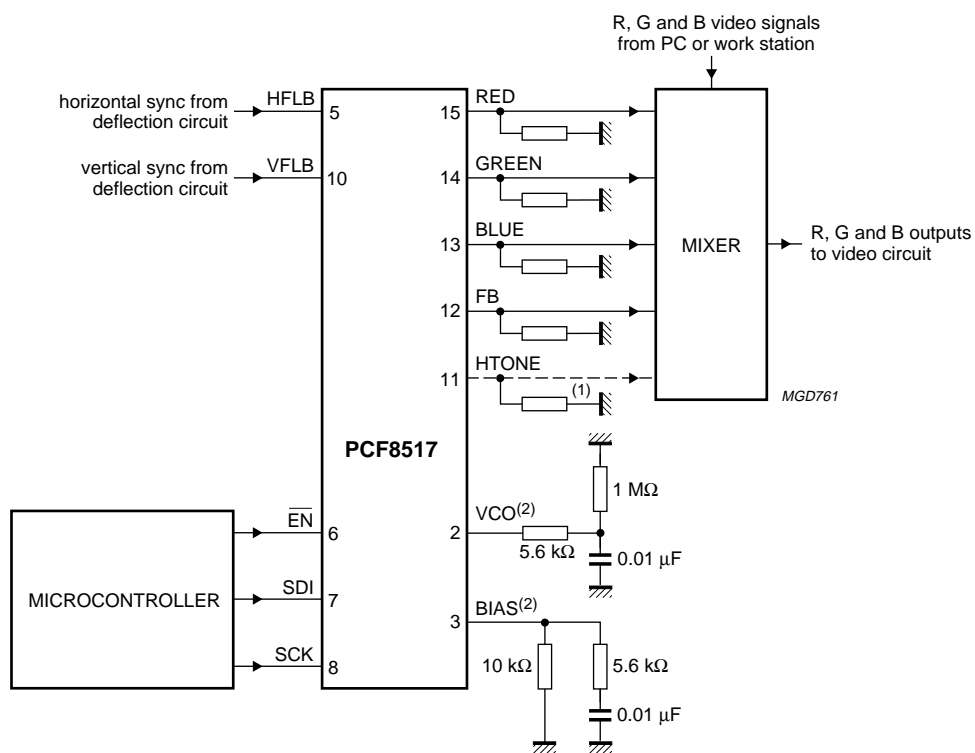 R, G and B video signals
from PC or work station
horizontal sync from
deflection circuit
HFLB
5
15
RED
vertical sync from
deflection circuit
VFLB
10
14
GREEN
13
BLUE
MIXER
R, G and B outputs
to video circuit
12
FB
11
HTONE
(1)
MGD761
PCF8517
1 MΩ
EN
6
2
VCO(2)
5.6 kΩ
0.01 μF
MICROCONTROLLER
SDI
7
3
BIAS(2)
SCK
8
10 kΩ
5.6 kΩ
0.01 μF